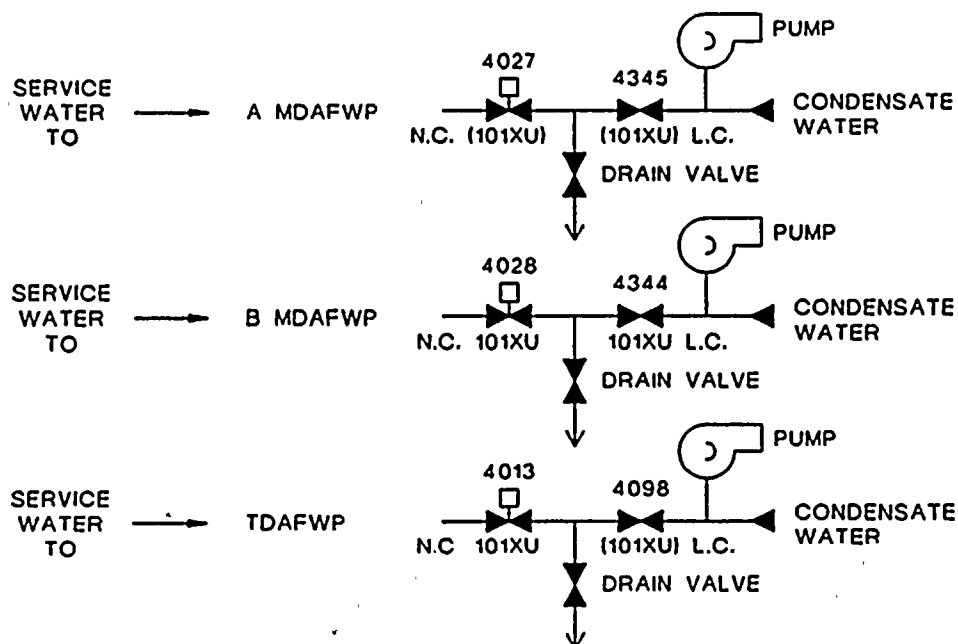 PUMP
4027
4345
SERVICE
WATER
TO
A MDAFWP
CONDENSATE
WATER
N.C. (101XU)
(101XU) L.C.
DRAIN VALVE
PUMP
4028
4344
SERVICE
WATER
TO
B MDAFWP
CONDENSATE
WATER
N.C. 101XU
101XU L.C.
DRAIN VALVE
PUMP
4013
4098
SERVICE
WATER
TO
TDAFWP
CONDENSATE
WATER
N.C 101XU
(101XU) L.C.
DRAIN VALVE